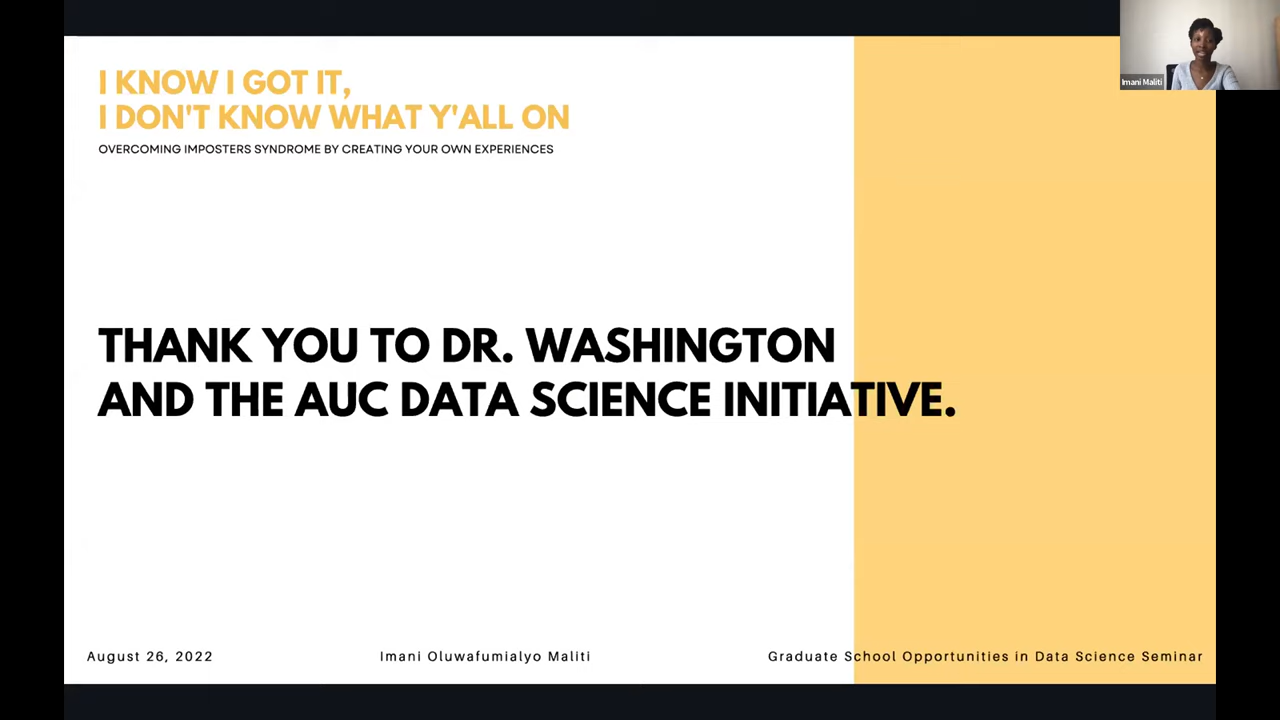 I KNOW I GOT IT,
I DON'T KNOW WHAT Y'ALL ON
OVERCOMING IMPOSTERS SYNDROME BY CREATING YOUR OWN EXPERIENCES
Imani Maliti
THANK YOU TO DR. WASHINGTON
AND THE AUC DATA SCIENCE INITIATIVE.
August 26, 2022
Imani Oluwafumialyo Maliti
Graduate School Opportunities in Data Science Seminar